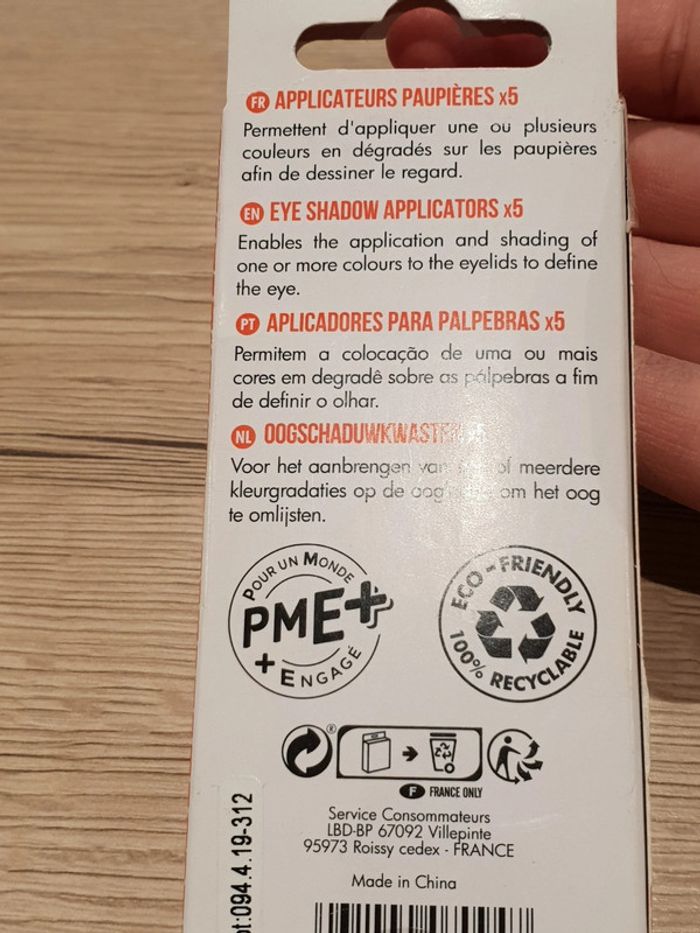 FR APPLICATEURS PAUPIÈRES x5
Permettent d'appliquer une ou plusieurs
couleurs en dégradés sur les paupières
afin de dessiner le regard.
EN EYE SHADOW APPLICATORS x5
Enables the application and shading of
one or more colours to the eyelids to define
the eye.
PT APLICADORES PARA PALPEBRAS x5
Permitem a colocação de uma ou mais
cores em degradê sobre as pálpebras a fim
de definir o olhar.
NL OOGSCHADUWKWASTEN x5
Voor het aanbrengen van of meerdere
kleurgradaties op de om het oog
te omlijsten.
POUR UN MONDE
PME+
+ ENGAGÉ
ECO-FRIENDLY
100% RECYCLABLE
®
F FRANCE ONLY
Service Consommateurs
LBD-BP 67092 Villepinte
95973 Roissy cedex - FRANCE
Made in China
ot:094.4.19-312